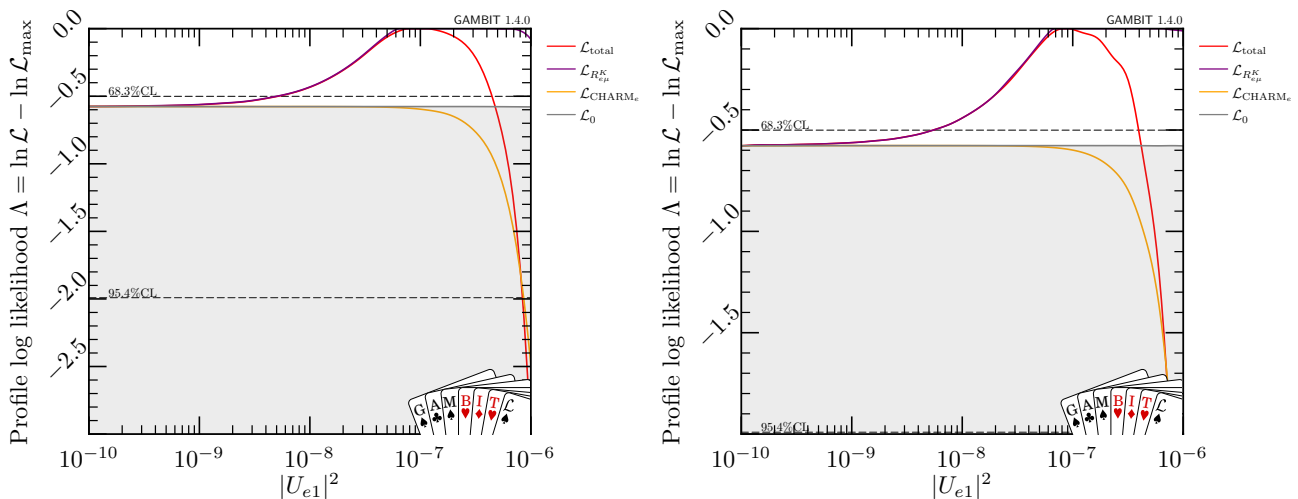 GAMBIT 1.4.0
Profile log likelihood Λ = ln ℒ − ln ℒmax
0.0
−0.5
−1.0
−1.5
−2.0
−2.5
68.3%CL
95.4%CL
ℒtotal
ℒR^K_eμ
ℒCHARMe
ℒ0
G A M B I T ℒ
10⁻¹⁰ 10⁻⁹ 10⁻⁸ 10⁻⁷ 10⁻⁶
|Ue1|²
GAMBIT 1.4.0
Profile log likelihood Λ = ln ℒ − ln ℒmax
0.0
−0.5
−1.0
−1.5
68.3%CL
95.4%CL
ℒtotal
ℒR^K_eμ
ℒCHARMe
ℒ0
G A M B I T ℒ
10⁻¹⁰ 10⁻⁹ 10⁻⁸ 10⁻⁷ 10⁻⁶
|Ue1|²